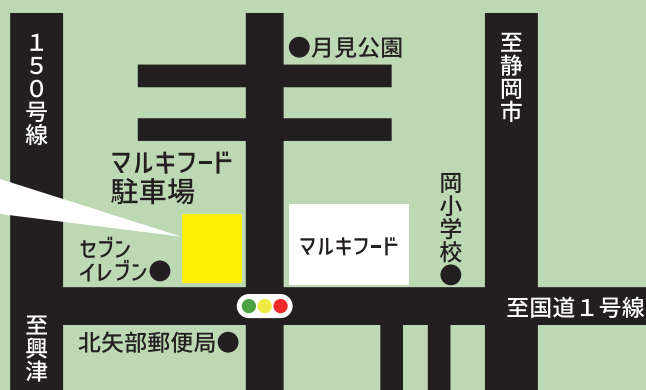 150号線
至興津
月見公園
マルキフード
駐車場
セブン
イレブン
北矢部郵便局
マルキフード
岡小学校
至静岡市
至国道1号線